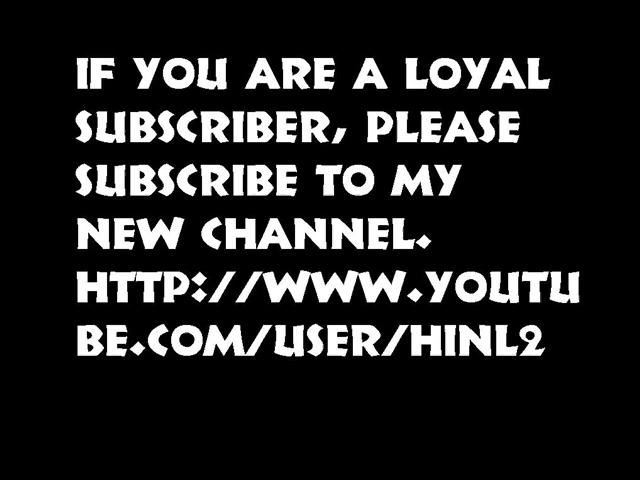 IF YOU ARE A LOYAL
SUBSCRIBER, PLEASE
SUBSCRIBE TO MY
NEW CHANNEL.
HTTP://WWW.YOUTU
BE.COM/USER/HINL2